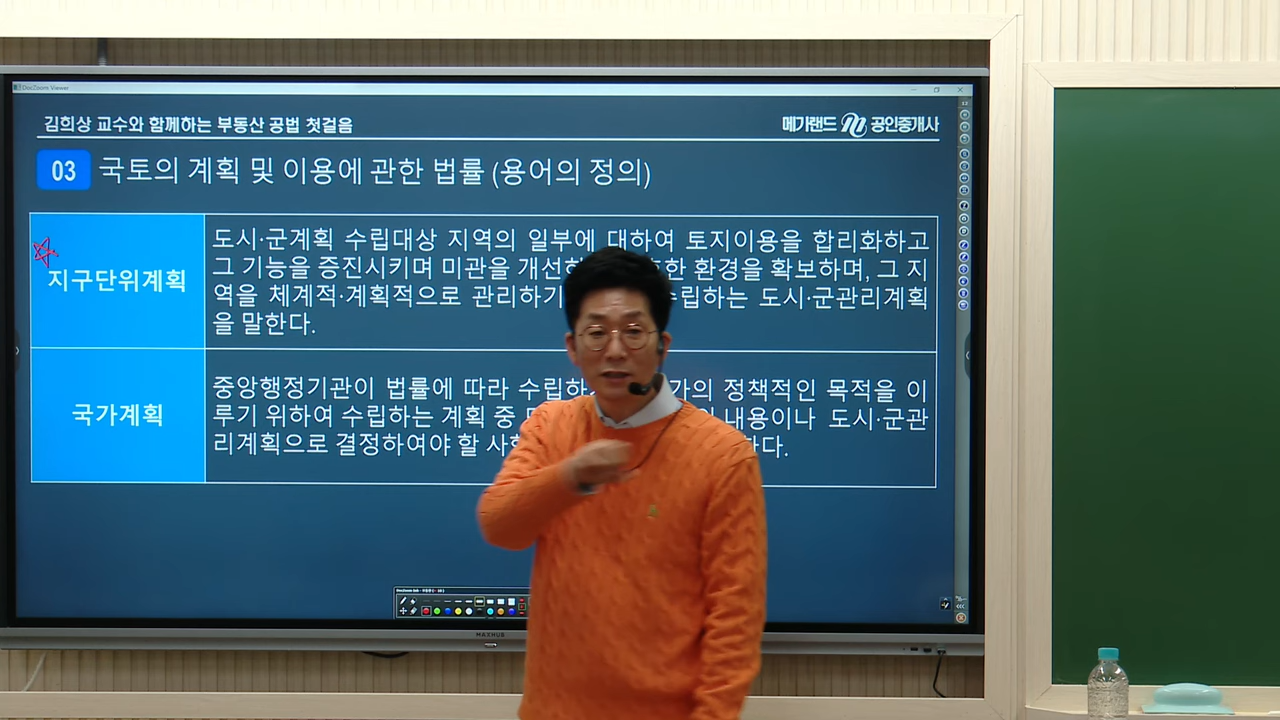 DocZoom Viewer
김희상 교수와 함께하는 부동산 공법 첫걸음
메가랜드 공인중개사
03 국토의 계획 및 이용에 관한 법률 (용어의 정의)
지구단위계획
도시·군계획 수립대상 지역의 일부에 대하여 토지이용을 합리화하고
그 기능을 증진시키며 미관을 개선하 한 환경을 확보하며, 그 지
역을 체계적·계획적으로 관리하기 수립하는 도시·군관리계획
을 말한다.
국가계획
중앙행정기관이 법률에 따라 수립하 가의 정책적인 목적을 이
루기 위하여 수립하는 계획 중 내용이나 도시·군관
리계획으로 결정하여야 할 사 다.
MAXHUB